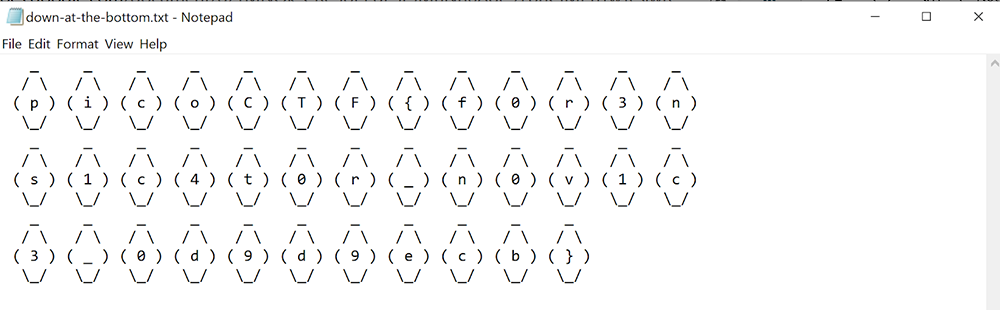 down-at-the-bottom.txt - Notepad
File Edit Format View Help
( p ) ( i ) ( c ) ( o ) ( C ) ( T ) ( F ) ( { ) ( f ) ( 0 ) ( r ) ( 3 ) ( n )
( s ) ( 1 ) ( c ) ( 4 ) ( t ) ( 0 ) ( r ) ( _ ) ( n ) ( 0 ) ( v ) ( 1 ) ( c )
( 3 ) ( _ ) ( 0 ) ( d ) ( 9 ) ( d ) ( 9 ) ( e ) ( c ) ( b ) ( } )